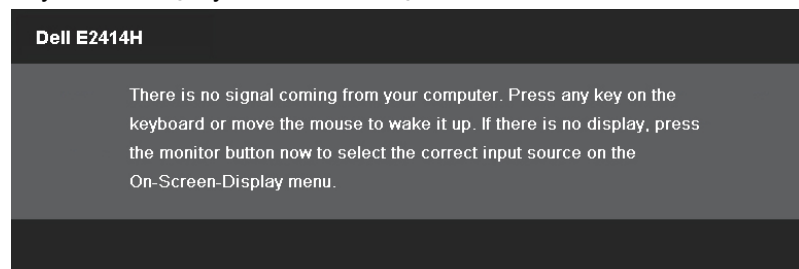 Dell E2414H
There is no signal coming from your computer. Press any key on the
keyboard or move the mouse to wake it up. If there is no display, press
the monitor button now to select the correct input source on the
On-Screen-Display menu.